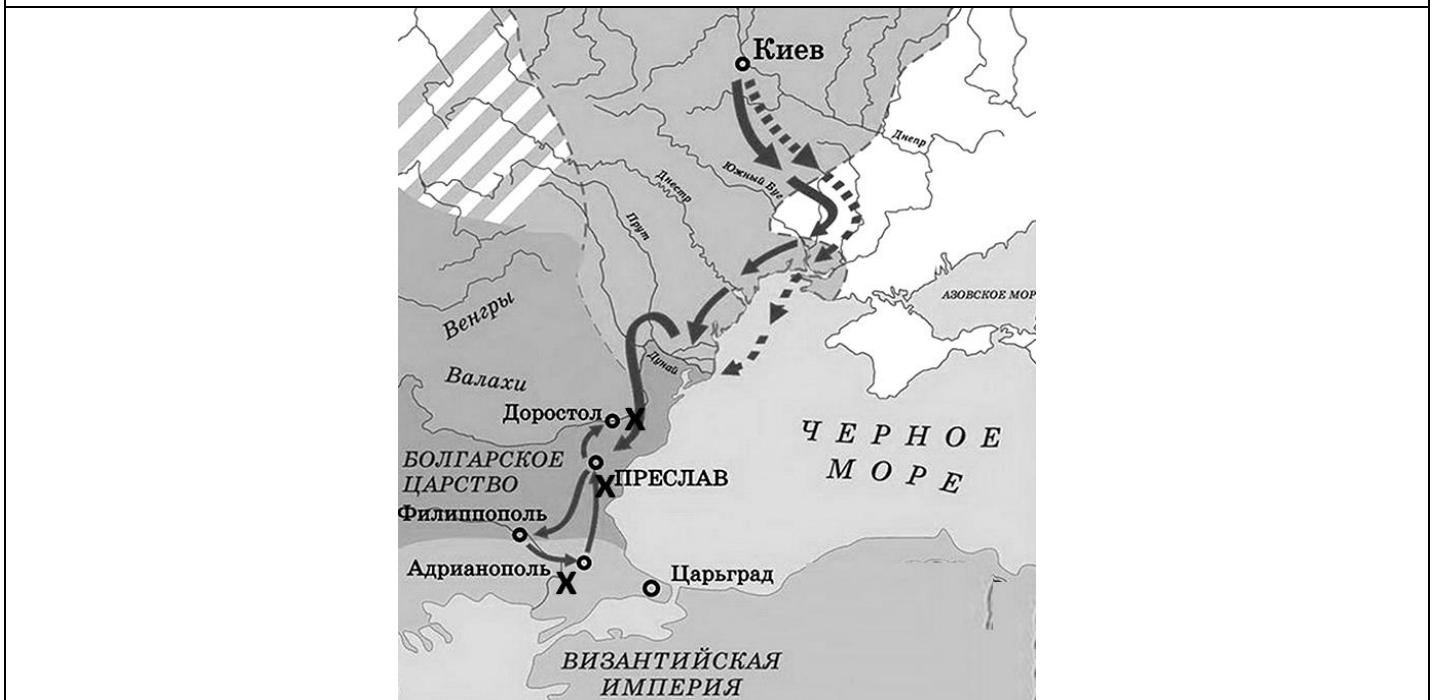 Киев
Днепр
Южный Буг
Днестр
Прут
АЗОВСКОЕ МОР
Венгры
Дунай
Валахи
Доростол
X
ЧЕРНОЕ
МОРЕ
БОЛГАРСКОЕ
ЦАРСТВО
ПРЕСЛАВ
X
Филиппополь
Адрианополь
X
Царьград
ВИЗАНТИЙСКАЯ
ИМПЕРИЯ